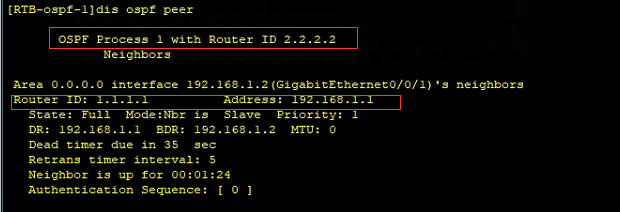 [RTB-ospf-1]dis ospf peer
OSPF Process 1 with Router ID 2.2.2.2
Neighbors
Area 0.0.0.0 interface 192.168.1.2(GigabitEthernet0/0/1)'s neighbors
Router ID: 1.1.1.1 Address: 192.168.1.1
State: Full Mode:Nbr is Slave Priority: 1
DR: 192.168.1.1 BDR: 192.168.1.2 MTU: 0
Dead timer due in 35 sec
Retrans timer interval: 5
Neighbor is up for 00:01:24
Authentication Sequence: [ 0 ]